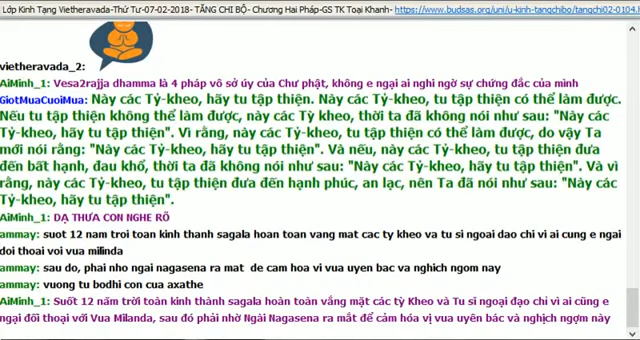 Lớp Kinh Tạng Vietheravada-Thứ Tư-07-02-2018- TĂNG CHI BỘ- Chương Hai Pháp-GS TK Toại Khanh- https://www.budsas.org/uni/u-kinh-tangchibo/tangchi02-0104.h
vietheravada_2:
AiMinh_1: Vesa2rajja dhamma là 4 pháp vô sở úy của Chư phật, không e ngại ai nghi ngờ sự chứng đắc của mình
GiotMuaCuoiMua: Này các Tỷ-kheo, hãy tu tập thiện. Này các Tỷ-kheo, tu tập thiện có thể làm được.
Nếu tu tập thiện không thể làm được, này các Tỳ kheo, thời ta đã không nói như sau: "Này các
Tỷ-kheo, hãy tu tập thiện". Vì rằng, này các Tỷ-kheo, tu tập thiện có thể làm được, do vậy Ta
mới nói rằng: "Này các Tỷ-kheo, hãy tu tập thiện". Và nếu, này các Tỷ-kheo, tu tập thiện đưa
đến bất hạnh, đau khổ, thời ta đã không nói như sau: "Này các Tỷ-kheo, hãy tu tập thiện". Và vì
rằng, này các Tỷ-kheo, tu tập thiện đưa đến hạnh phúc, an lạc, nên Ta đã nói như sau: "Này các
Tỷ-kheo, hãy tu tập thiện".
AiMinh_1: DẠ THƯA CON NGHE RÕ
ammay: suot 12 nam troi toan kinh thanh sagala hoan toan vang mat cac ty kheo va tu si ngoai dao chi vi ai cung e ngai
doi thoai voi vua milinda
ammay: sau do, phai nho ngai nagasena ra mat de cam hoa vi vua uyen bac va nghich ngom nay
ammay: vuong tu bodhi con cua axathe
AiMinh_1: Suốt 12 năm trời toàn kinh thành sagala hoàn toàn vắng mặt các tỳ Kheo và Tu sĩ ngoại đạo chỉ vì ai cũng e
ngại đối thoại với Vua Milanda, sau đó phải nhờ Ngài Nagasena ra mắt để cảm hóa vị vua uyên bác và nghịch ngợm này